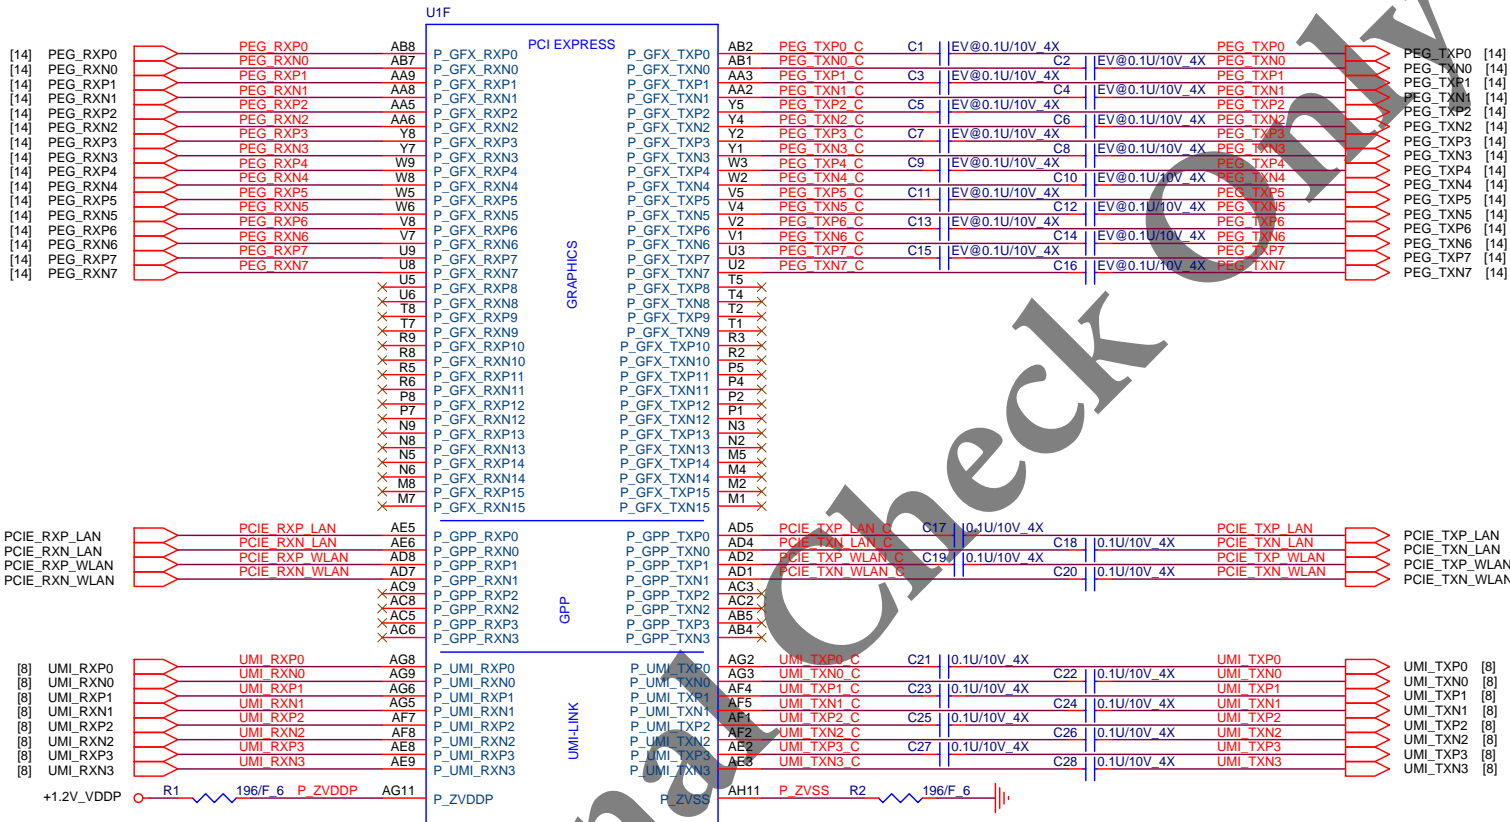 U1F
PCI EXPRESS
[14] PEG_RXP0 PEG_RXP0 AB8 P_GFX_RXP0 P_GFX_TXP0 AB2 PEG_TXP0_C C1 EV@0.1U/10V_4X PEG_TXP0 PEG_TXP0 [14]
[14] PEG_RXN0 PEG_RXN0 AB7 P_GFX_RXN0 P_GFX_TXN0 AB1 PEG_TXN0_C C2 EV@0.1U/10V_4X PEG_TXN0 PEG_TXN0 [14]
[14] PEG_RXP1 PEG_RXP1 AA9 P_GFX_RXP1 P_GFX_TXP1 AA3 PEG_TXP1_C C3 EV@0.1U/10V_4X PEG_TXP1 PEG_TXP1 [14]
[14] PEG_RXN1 PEG_RXN1 AA8 P_GFX_RXN1 P_GFX_TXN1 AA2 PEG_TXN1_C C4 EV@0.1U/10V_4X PEG_TXN1 PEG_TXN1 [14]
[14] PEG_RXP2 PEG_RXP2 AA5 P_GFX_RXP2 P_GFX_TXP2 Y5 PEG_TXP2_C C5 EV@0.1U/10V_4X PEG_TXP2 PEG_TXP2 [14]
[14] PEG_RXN2 PEG_RXN2 AA6 P_GFX_RXN2 P_GFX_TXN2 Y4 PEG_TXN2_C C6 EV@0.1U/10V_4X PEG_TXN2 PEG_TXN2 [14]
[14] PEG_RXP3 PEG_RXP3 Y8 P_GFX_RXP3 P_GFX_TXP3 Y2 PEG_TXP3_C C7 EV@0.1U/10V_4X PEG_TXP3 PEG_TXP3 [14]
[14] PEG_RXN3 PEG_RXN3 Y7 P_GFX_RXN3 P_GFX_TXN3 Y1 PEG_TXN3_C C8 EV@0.1U/10V_4X PEG_TXN3 PEG_TXN3 [14]
[14] PEG_RXP4 PEG_RXP4 W9 P_GFX_RXP4 P_GFX_TXP4 W3 PEG_TXP4_C C9 EV@0.1U/10V_4X PEG_TXP4 PEG_TXP4 [14]
[14] PEG_RXN4 PEG_RXN4 W8 P_GFX_RXN4 P_GFX_TXN4 W2 PEG_TXN4_C C10 EV@0.1U/10V_4X PEG_TXN4 PEG_TXN4 [14]
[14] PEG_RXP5 PEG_RXP5 W5 P_GFX_RXP5 P_GFX_TXP5 V5 PEG_TXP5_C C11 EV@0.1U/10V_4X PEG_TXP5 PEG_TXP5 [14]
[14] PEG_RXN5 PEG_RXN5 W6 P_GFX_RXN5 P_GFX_TXN5 V4 PEG_TXN5_C C12 EV@0.1U/10V_4X PEG_TXN5 PEG_TXN5 [14]
[14] PEG_RXP6 PEG_RXP6 V8 P_GFX_RXP6 P_GFX_TXP6 V2 PEG_TXP6_C C13 EV@0.1U/10V_4X PEG_TXP6 PEG_TXP6 [14]
[14] PEG_RXN6 PEG_RXN6 V7 P_GFX_RXN6 P_GFX_TXN6 V1 PEG_TXN6_C C14 EV@0.1U/10V_4X PEG_TXN6 PEG_TXN6 [14]
[14] PEG_RXP7 PEG_RXP7 U9 P_GFX_RXP7 P_GFX_TXP7 U3 PEG_TXP7_C C15 EV@0.1U/10V_4X PEG_TXP7 PEG_TXP7 [14]
[14] PEG_RXN7 PEG_RXN7 U8 P_GFX_RXN7 P_GFX_TXN7 U2 PEG_TXN7_C C16 EV@0.1U/10V_4X PEG_TXN7 PEG_TXN7 [14]
U5 P_GFX_RXP8 P_GFX_TXP8 T5
U6 P_GFX_RXN8 P_GFX_TXN8 T4
T8 P_GFX_RXP9 P_GFX_TXP9 T2
T7 P_GFX_RXN9 P_GFX_TXN9 T1
R9 P_GFX_RXP10 P_GFX_TXP10 R3
R8 P_GFX_RXN10 P_GFX_TXN10 R2
R5 P_GFX_RXP11 P_GFX_TXP11 P5
R6 P_GFX_RXN11 P_GFX_TXN11 P4
P8 P_GFX_RXP12 P_GFX_TXP12 P2
P7 P_GFX_RXN12 P_GFX_TXN12 P1
N9 P_GFX_RXP13 P_GFX_TXP13 N3
N8 P_GFX_RXN13 P_GFX_TXN13 N2
N5 P_GFX_RXP14 P_GFX_TXP14 M5
N6 P_GFX_RXN14 P_GFX_TXN14 M4
M8 P_GFX_RXP15 P_GFX_TXP15 M2
M7 P_GFX_RXN15 P_GFX_TXN15 M1
GRAPHICS
PCIE_RXP_LAN PCIE_RXP_LAN AE5 P_GPP_RXP0 P_GPP_TXP0 AD5 PCIE_TXP_LAN_C C17 0.1U/10V_4X PCIE_TXP_LAN PCIE_TXP_LAN
PCIE_RXN_LAN PCIE_RXN_LAN AE6 P_GPP_RXN0 P_GPP_TXN0 AD4 PCIE_TXN_LAN_C C18 0.1U/10V_4X PCIE_TXN_LAN PCIE_TXN_LAN
PCIE_RXP_WLAN PCIE_RXP_WLAN AD8 P_GPP_RXP1 P_GPP_TXP1 AD2 PCIE_TXP_WLAN_C C19 0.1U/10V_4X PCIE_TXP_WLAN PCIE_TXP_WLAN
PCIE_RXN_WLAN PCIE_RXN_WLAN AD7 P_GPP_RXN1 P_GPP_TXN1 AD1 PCIE_TXN_WLAN_C C20 0.1U/10V_4X PCIE_TXN_WLAN PCIE_TXN_WLAN
AC9 P_GPP_RXP2 P_GPP_TXP2 AC3
AC8 P_GPP_RXN2 P_GPP_TXN2 AC2
AC5 P_GPP_RXP3 P_GPP_TXP3 AB5
AC6 P_GPP_RXN3 P_GPP_TXN3 AB4
GPP
[8] UMI_RXP0 UMI_RXP0 AG8 P_UMI_RXP0 P_UMI_TXP0 AG2 UMI_TXP0_C C21 0.1U/10V_4X UMI_TXP0 UMI_TXP0 [8]
[8] UMI_RXN0 UMI_RXN0 AG9 P_UMI_RXN0 P_UMI_TXN0 AG3 UMI_TXN0_C C22 0.1U/10V_4X UMI_TXN0 UMI_TXN0 [8]
[8] UMI_RXP1 UMI_RXP1 AG6 P_UMI_RXP1 P_UMI_TXP1 AF4 UMI_TXP1_C C23 0.1U/10V_4X UMI_TXP1 UMI_TXP1 [8]
[8] UMI_RXN1 UMI_RXN1 AG5 P_UMI_RXN1 P_UMI_TXN1 AF5 UMI_TXN1_C C24 0.1U/10V_4X UMI_TXN1 UMI_TXN1 [8]
[8] UMI_RXP2 UMI_RXP2 AF7 P_UMI_RXP2 P_UMI_TXP2 AF1 UMI_TXP2_C C25 0.1U/10V_4X UMI_TXP2 UMI_TXP2 [8]
[8] UMI_RXN2 UMI_RXN2 AF8 P_UMI_RXN2 P_UMI_TXN2 AF2 UMI_TXN2_C C26 0.1U/10V_4X UMI_TXN2 UMI_TXN2 [8]
[8] UMI_RXP3 UMI_RXP3 AE8 P_UMI_RXP3 P_UMI_TXP3 AE2 UMI_TXP3_C C27 0.1U/10V_4X UMI_TXP3 UMI_TXP3 [8]
[8] UMI_RXN3 UMI_RXN3 AE9 P_UMI_RXN3 P_UMI_TXN3 AE3 UMI_TXN3_C C28 0.1U/10V_4X UMI_TXN3 UMI_TXN3 [8]
UMI-LINK
+1.2V_VDDP R1 196/F_6 P_ZVDDP AG11 P_ZVDDP P_ZVSS AH11 P_ZVSS R2 196/F_6
Check Only